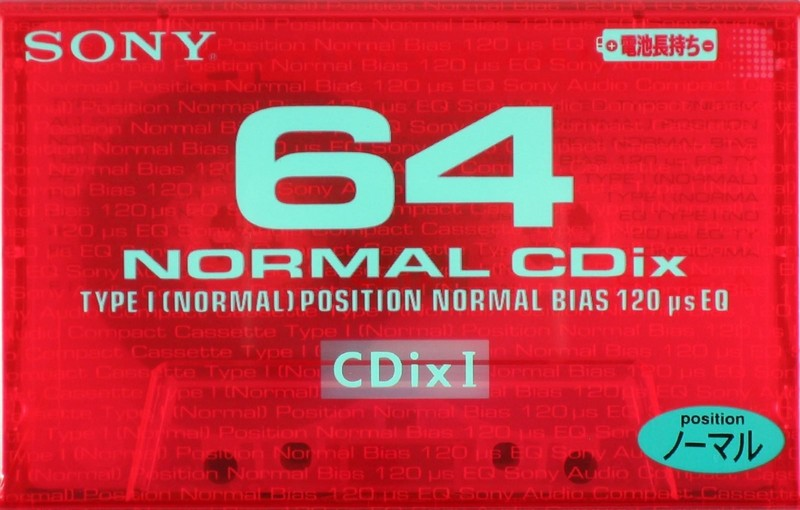 SONY
電池長持ち
64
NORMAL CDix
TYPE I (NORMAL) POSITION NORMAL BIAS 120 µs EQ
CDix I
position
ノーマル